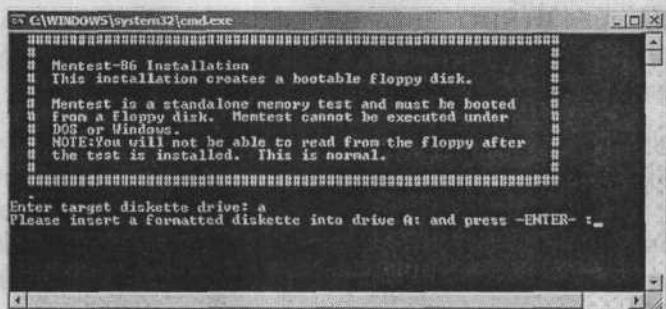 C:\WINDOWS\system32\cmd.exe
################################################################
# Memtest-86 Installation #
# This installation creates a bootable floppy disk. #
# #
# Memtest is a standalone memory test and must be booted #
# from a floppy disk. Memtest cannot be executed under #
# DOS or Windows. #
# NOTE:You will not be able to read from the floppy after #
# the test is installed. This is normal. #
################################################################
Enter target diskette drive: a
Please insert a formatted diskette into drive A: and press -ENTER- :_